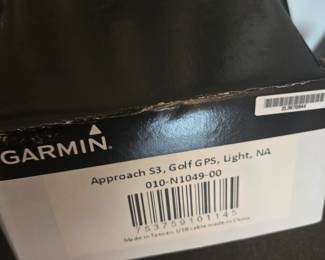 GARMIN
Approach S3, Golf GPS, Light, NA
010-N1049-00
753759101145
Made in Taiwan, USB cable made in China